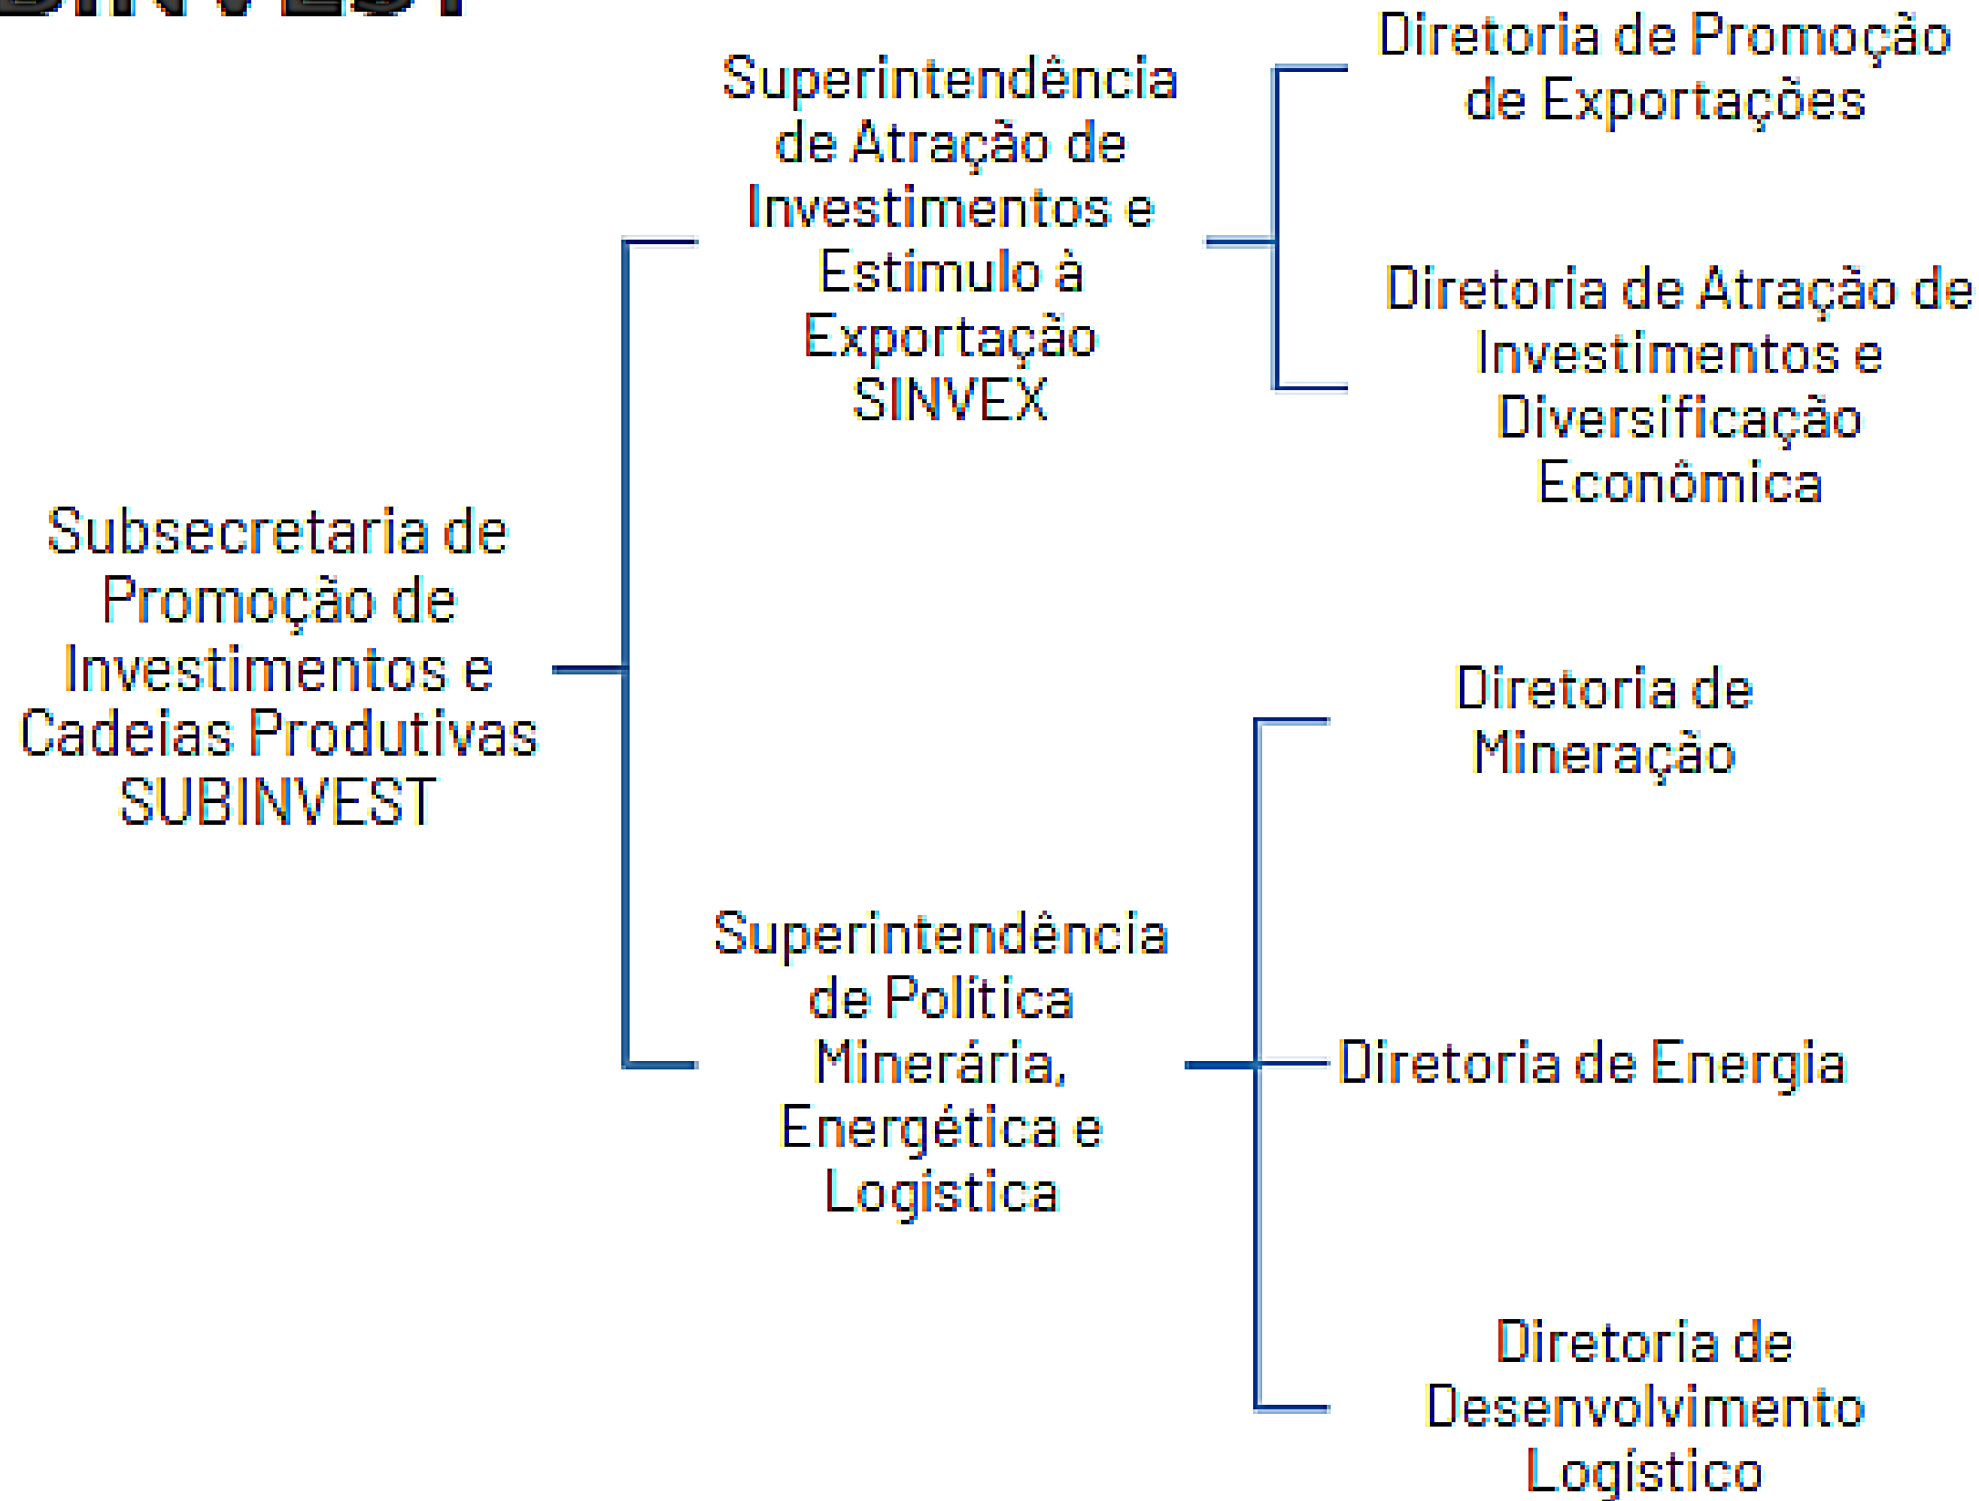 Subsecretaria de
Promoção de
Investimentos e
Cadeias Produtivas
SUBINVEST
Superintendência
de Atração de
Investimentos e
Estímulo à
Exportação
SINVEX
Diretoria de Promoção
de Exportações
Diretoria de Atração de
Investimentos e
Diversificação
Econômica
Superintendência
de Política
Minerária,
Energética e
Logística
Diretoria de
Mineração
Diretoria de Energia
Diretoria de
Desenvolvimento
Logístico